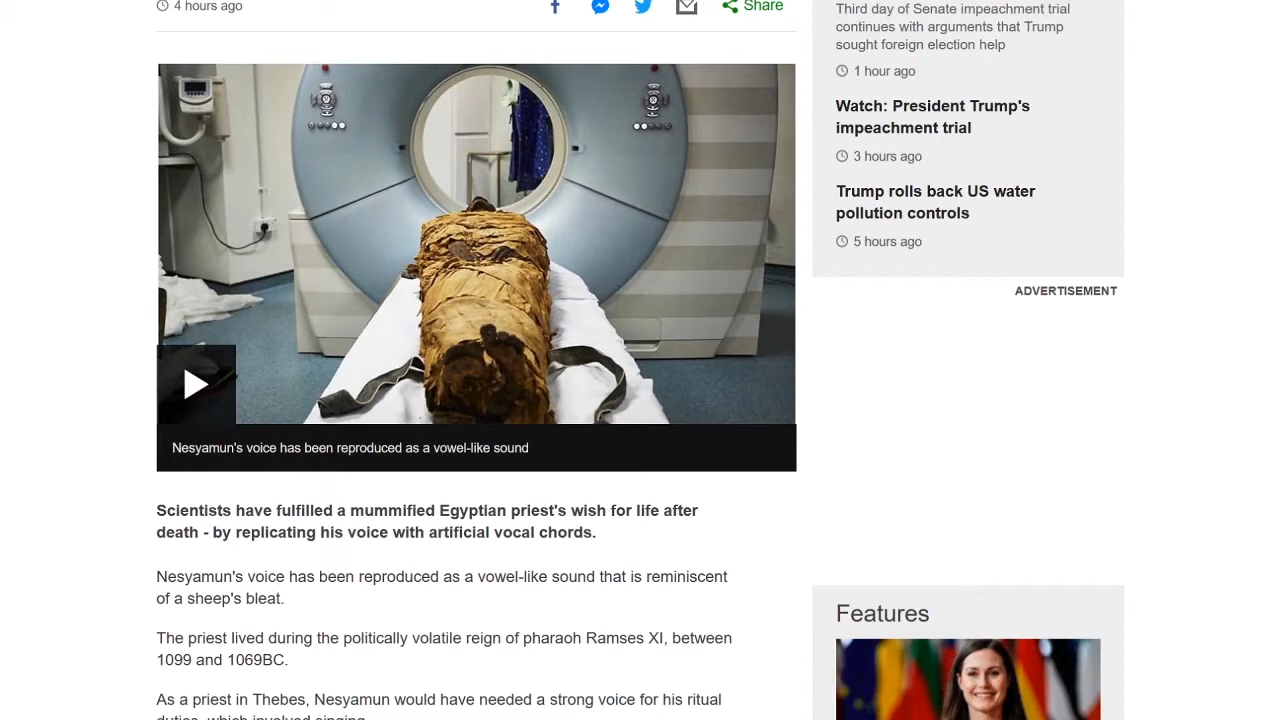 4 hours ago
Share
Nesyamun's voice has been reproduced as a vowel-like sound
Scientists have fulfilled a mummified Egyptian priest's wish for life after
death - by replicating his voice with artificial vocal chords.
Nesyamun's voice has been reproduced as a vowel-like sound that is reminiscent
of a sheep's bleat.
The priest lived during the politically volatile reign of pharaoh Ramses XI, between
1099 and 1069BC.
As a priest in Thebes, Nesyamun would have needed a strong voice for his ritual
duties, which involved singing.
Third day of Senate impeachment trial
continues with arguments that Trump
sought foreign election help
1 hour ago
Watch: President Trump's
impeachment trial
3 hours ago
Trump rolls back US water
pollution controls
5 hours ago
ADVERTISEMENT
Features